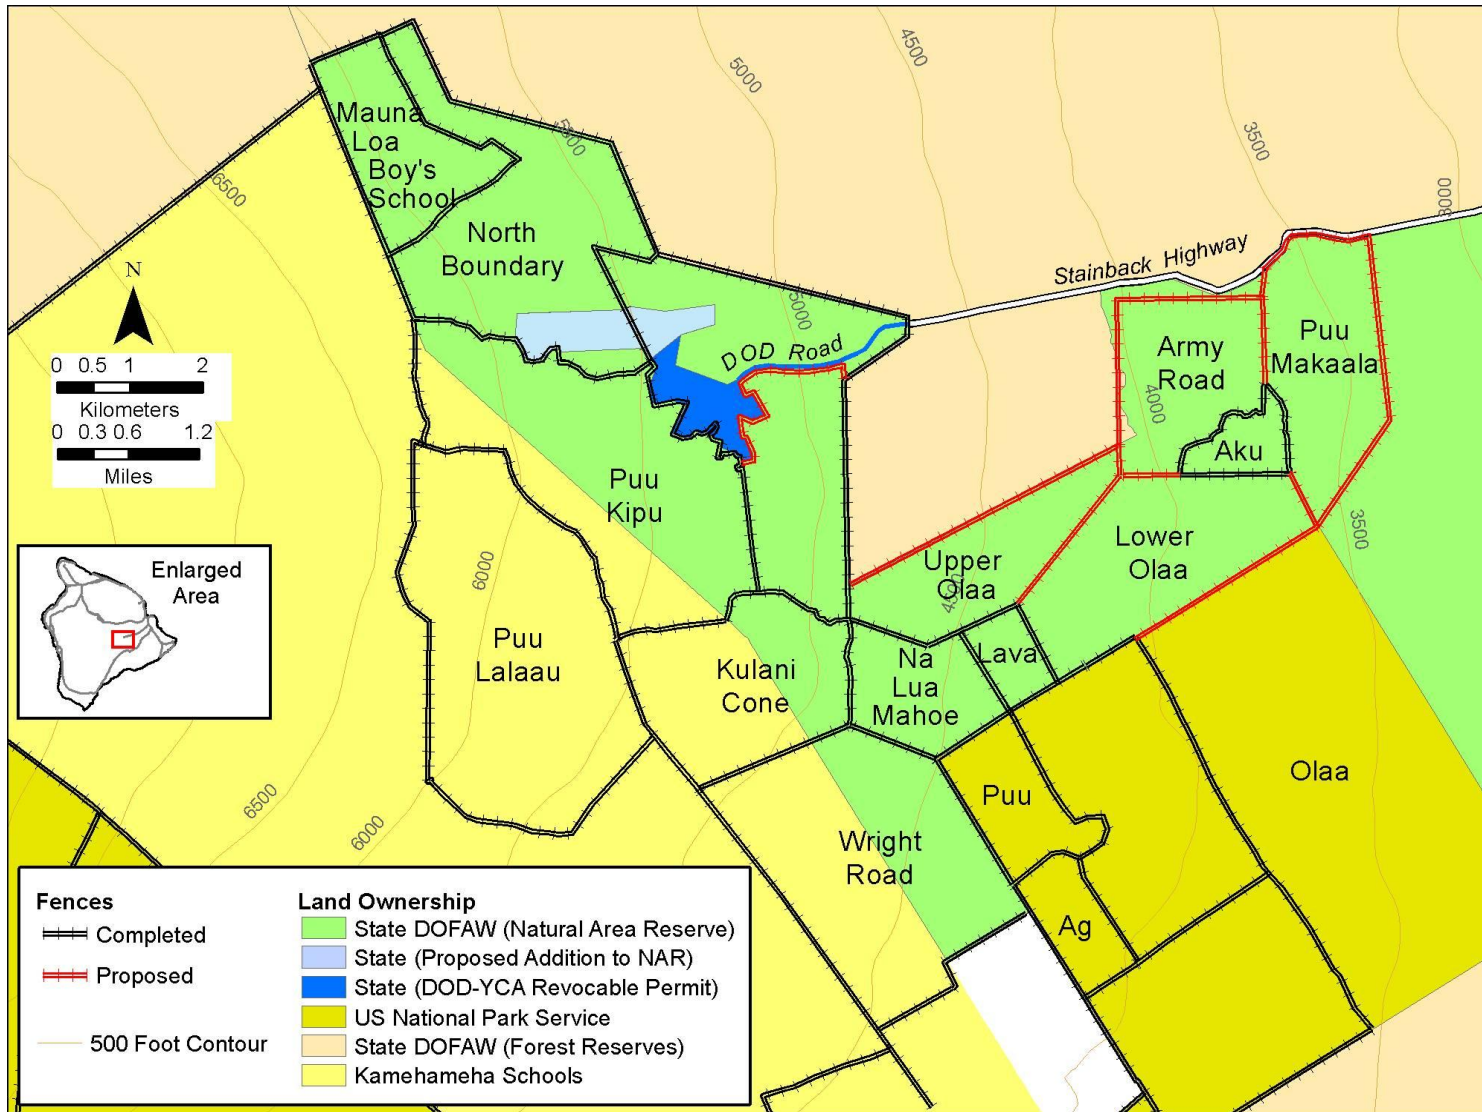 4500
5000
5500
3500
3000
6500
Mauna
Loa
Boy's
School
North
Boundary
Stainback Highway
N
0 0.5 1 2
Kilometers
0 0.3 0.6 1.2
Miles
5000
DOD Road
Army
Road
Puu
Makaala
4000
Aku
Puu
Kipu
3500
Lower
Olaa
Upper
Olaa
4500
6000
Enlarged
Area
Puu
Lalaau
Kulani
Cone
Na
Lua
Mahoe
Lava
Olaa
Puu
6500
6000
Wright
Road
Ag
Fences
Completed
Proposed
500 Foot Contour
Land Ownership
State DOFAW (Natural Area Reserve)
State (Proposed Addition to NAR)
State (DOD-YCA Revocable Permit)
US National Park Service
State DOFAW (Forest Reserves)
Kamehameha Schools